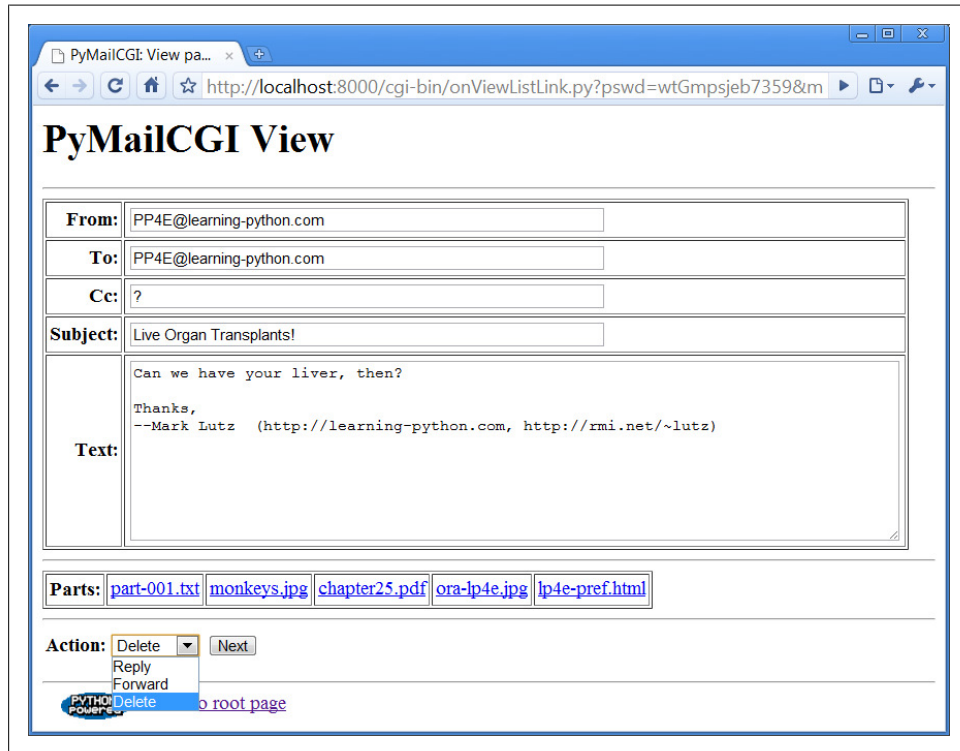 PyMailCGI: View pa...
http://localhost:8000/cgi-bin/onViewListLink.py?pswd=wtGmpsjeb7359&m
PyMailCGI View
From: PP4E@learning-python.com
To: PP4E@learning-python.com
Cc: ?
Subject: Live Organ Transplants!
Text:
Can we have your liver, then?
Thanks,
--Mark Lutz (http://learning-python.com, http://rmi.net/~lutz)
Parts: part-001.txt monkeys.jpg chapter25.pdf ora-lp4e.jpg lp4e-pref.html
Action: Delete Next
Reply
Forward
Delete
o root page